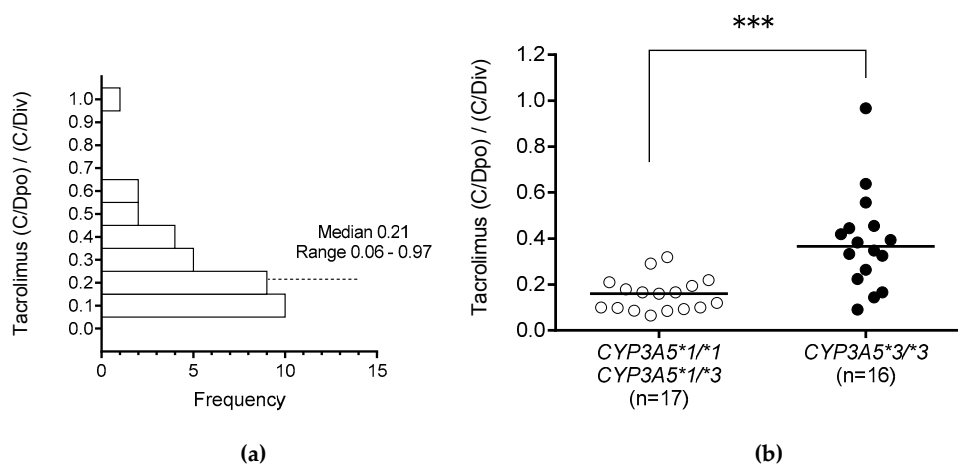 Tacrolimus (C/Dpo) / (C/Div)
1.0
0.9
0.8
0.7
0.6
0.5
0.4
0.3
0.2
0.1
0.0
Median 0.21
Range 0.06 - 0.97
0
5
10
15
Frequency
(a)
Tacrolimus (C/Dpo) / (C/Div)
1.2
1.0
0.8
0.6
0.4
0.2
0.0
***
CYP3A5*1/*1
CYP3A5*1/*3
(n=17)
CYP3A5*3/*3
(n=16)
(b)